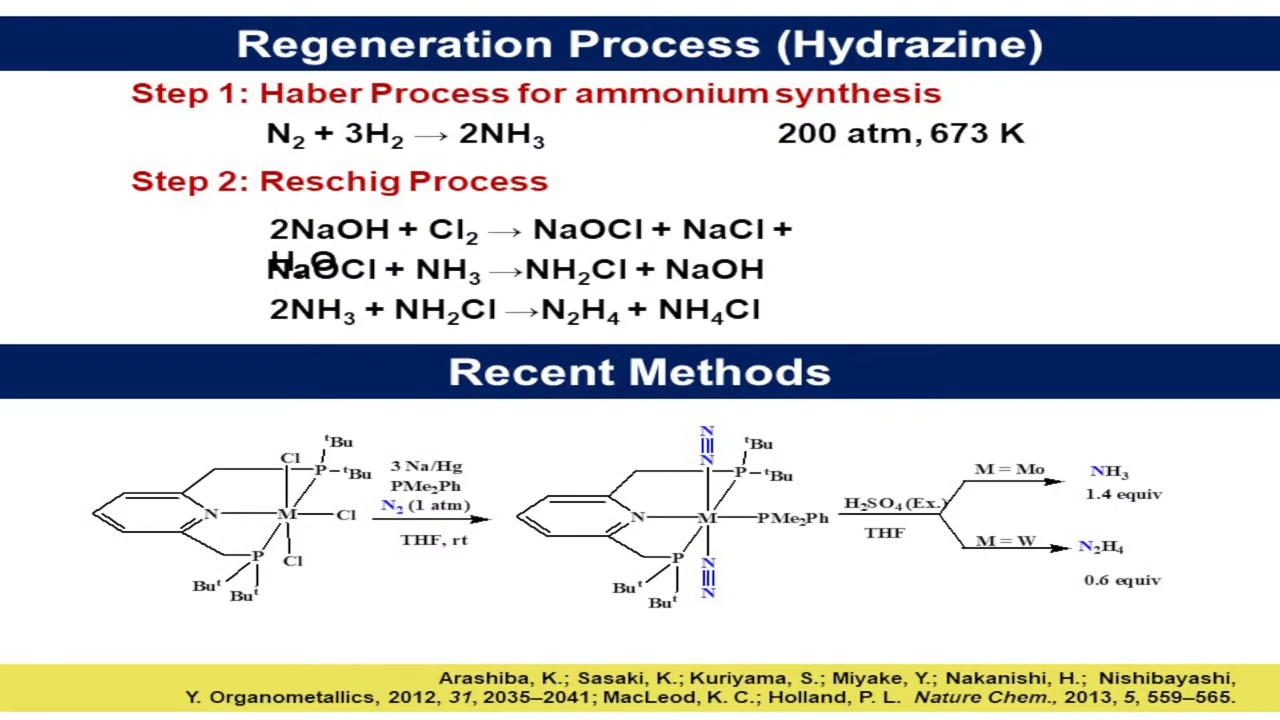 Regeneration Process (Hydrazine)
Step 1: Haber Process for ammonium synthesis
N₂ + 3H₂ → 2NH₃ 200 atm, 673 K
Step 2: Reschig Process
2NaOH + Cl₂ → NaOCl + NaCl +
H₂O
NaOCl + NH₃ →NH₂Cl + NaOH
2NH₃ + NH₂Cl →N₂H₄ + NH₄Cl
Recent Methods
ᵗBu
Cl
P
ᵗBu
N
M
Cl
P
Cl
Buᵗ
Buᵗ
3 Na/Hg
PMe₂Ph
N₂ (1 atm)
THF, rt
N
N
ᵗBu
P
ᵗBu
N
M
PMe₂Ph
P
N
N
Buᵗ
Buᵗ
H₂SO₄ (Ex.)
THF
M = Mo
NH₃
1.4 equiv
M = W
N₂H₄
0.6 equiv
Arashiba, K.; Sasaki, K.; Kuriyama, S.; Miyake, Y.; Nakanishi, H.; Nishibayashi,
Y. Organometallics, 2012, 31, 2035–2041; MacLeod, K. C.; Holland, P. L. Nature Chem., 2013, 5, 559–565.